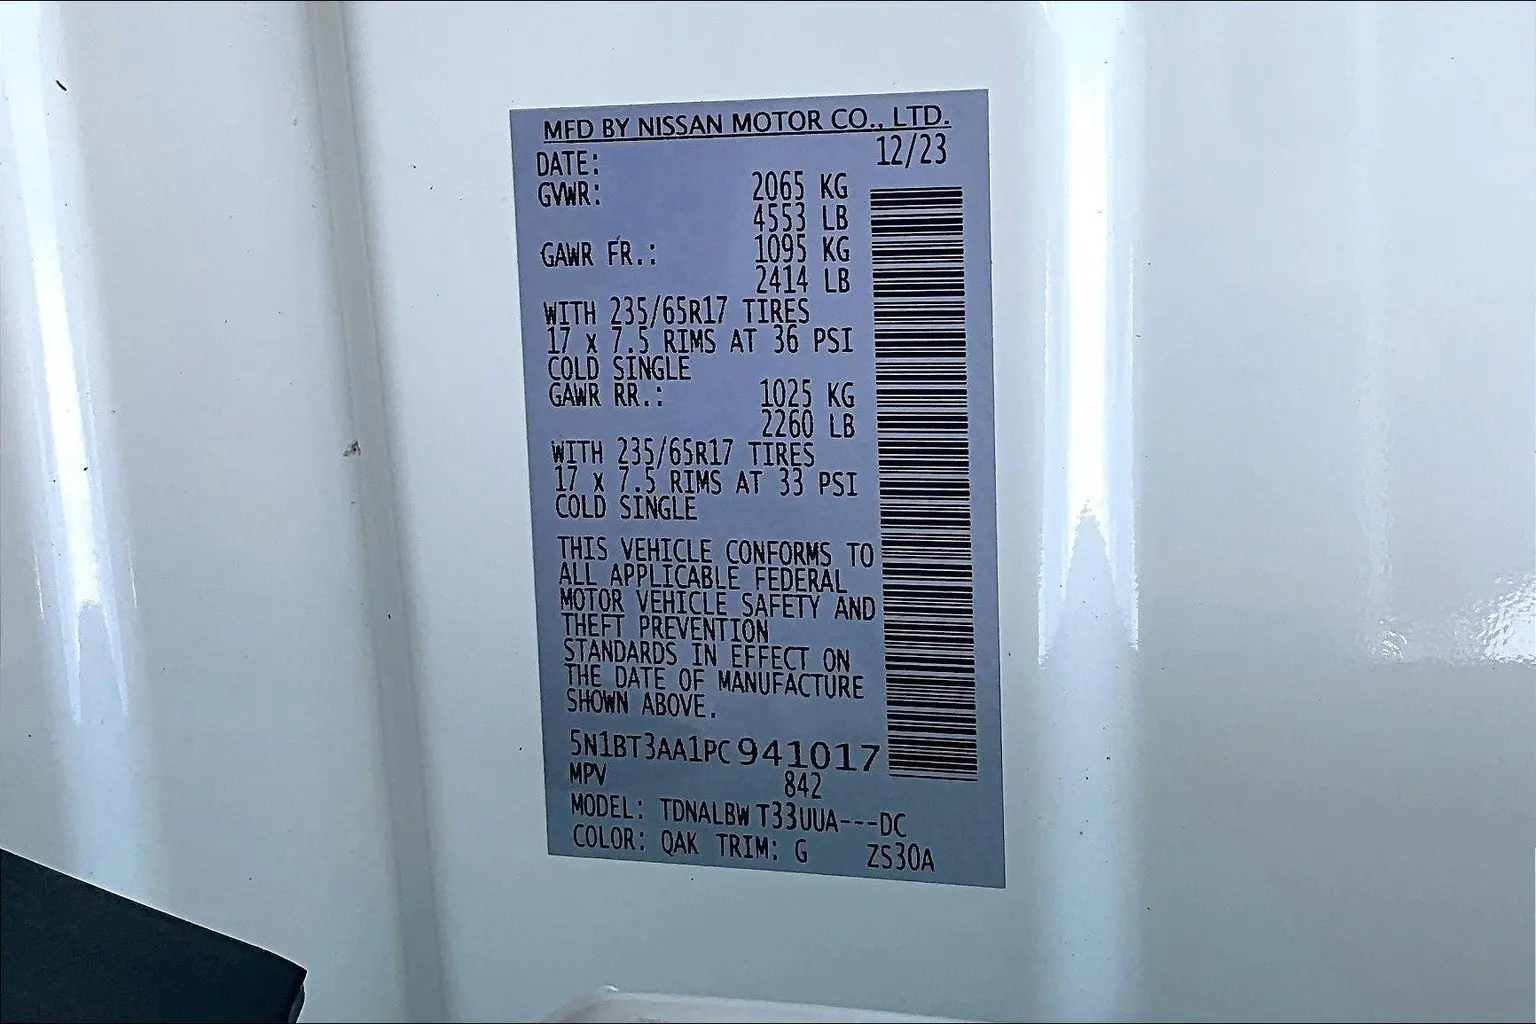 MFD BY NISSAN MOTOR CO., LTD.
DATE: 12/23
GVWR: 2065 KG
4553 LB
GAWR FR.: 1095 KG
2414 LB
WITH 235/65R17 TIRES
17 x 7.5 RIMS AT 36 PSI
COLD SINGLE
GAWR RR.: 1025 KG
2260 LB
WITH 235/65R17 TIRES
17 x 7.5 RIMS AT 33 PSI
COLD SINGLE
THIS VEHICLE CONFORMS TO
ALL APPLICABLE FEDERAL
MOTOR VEHICLE SAFETY AND
THEFT PREVENTION
STANDARDS IN EFFECT ON
THE DATE OF MANUFACTURE
SHOWN ABOVE.
5N1BT3AA1PC941017
MPV 842
MODEL: TDNALBW T33UUA---DC
COLOR: QAK TRIM: G ZS30A